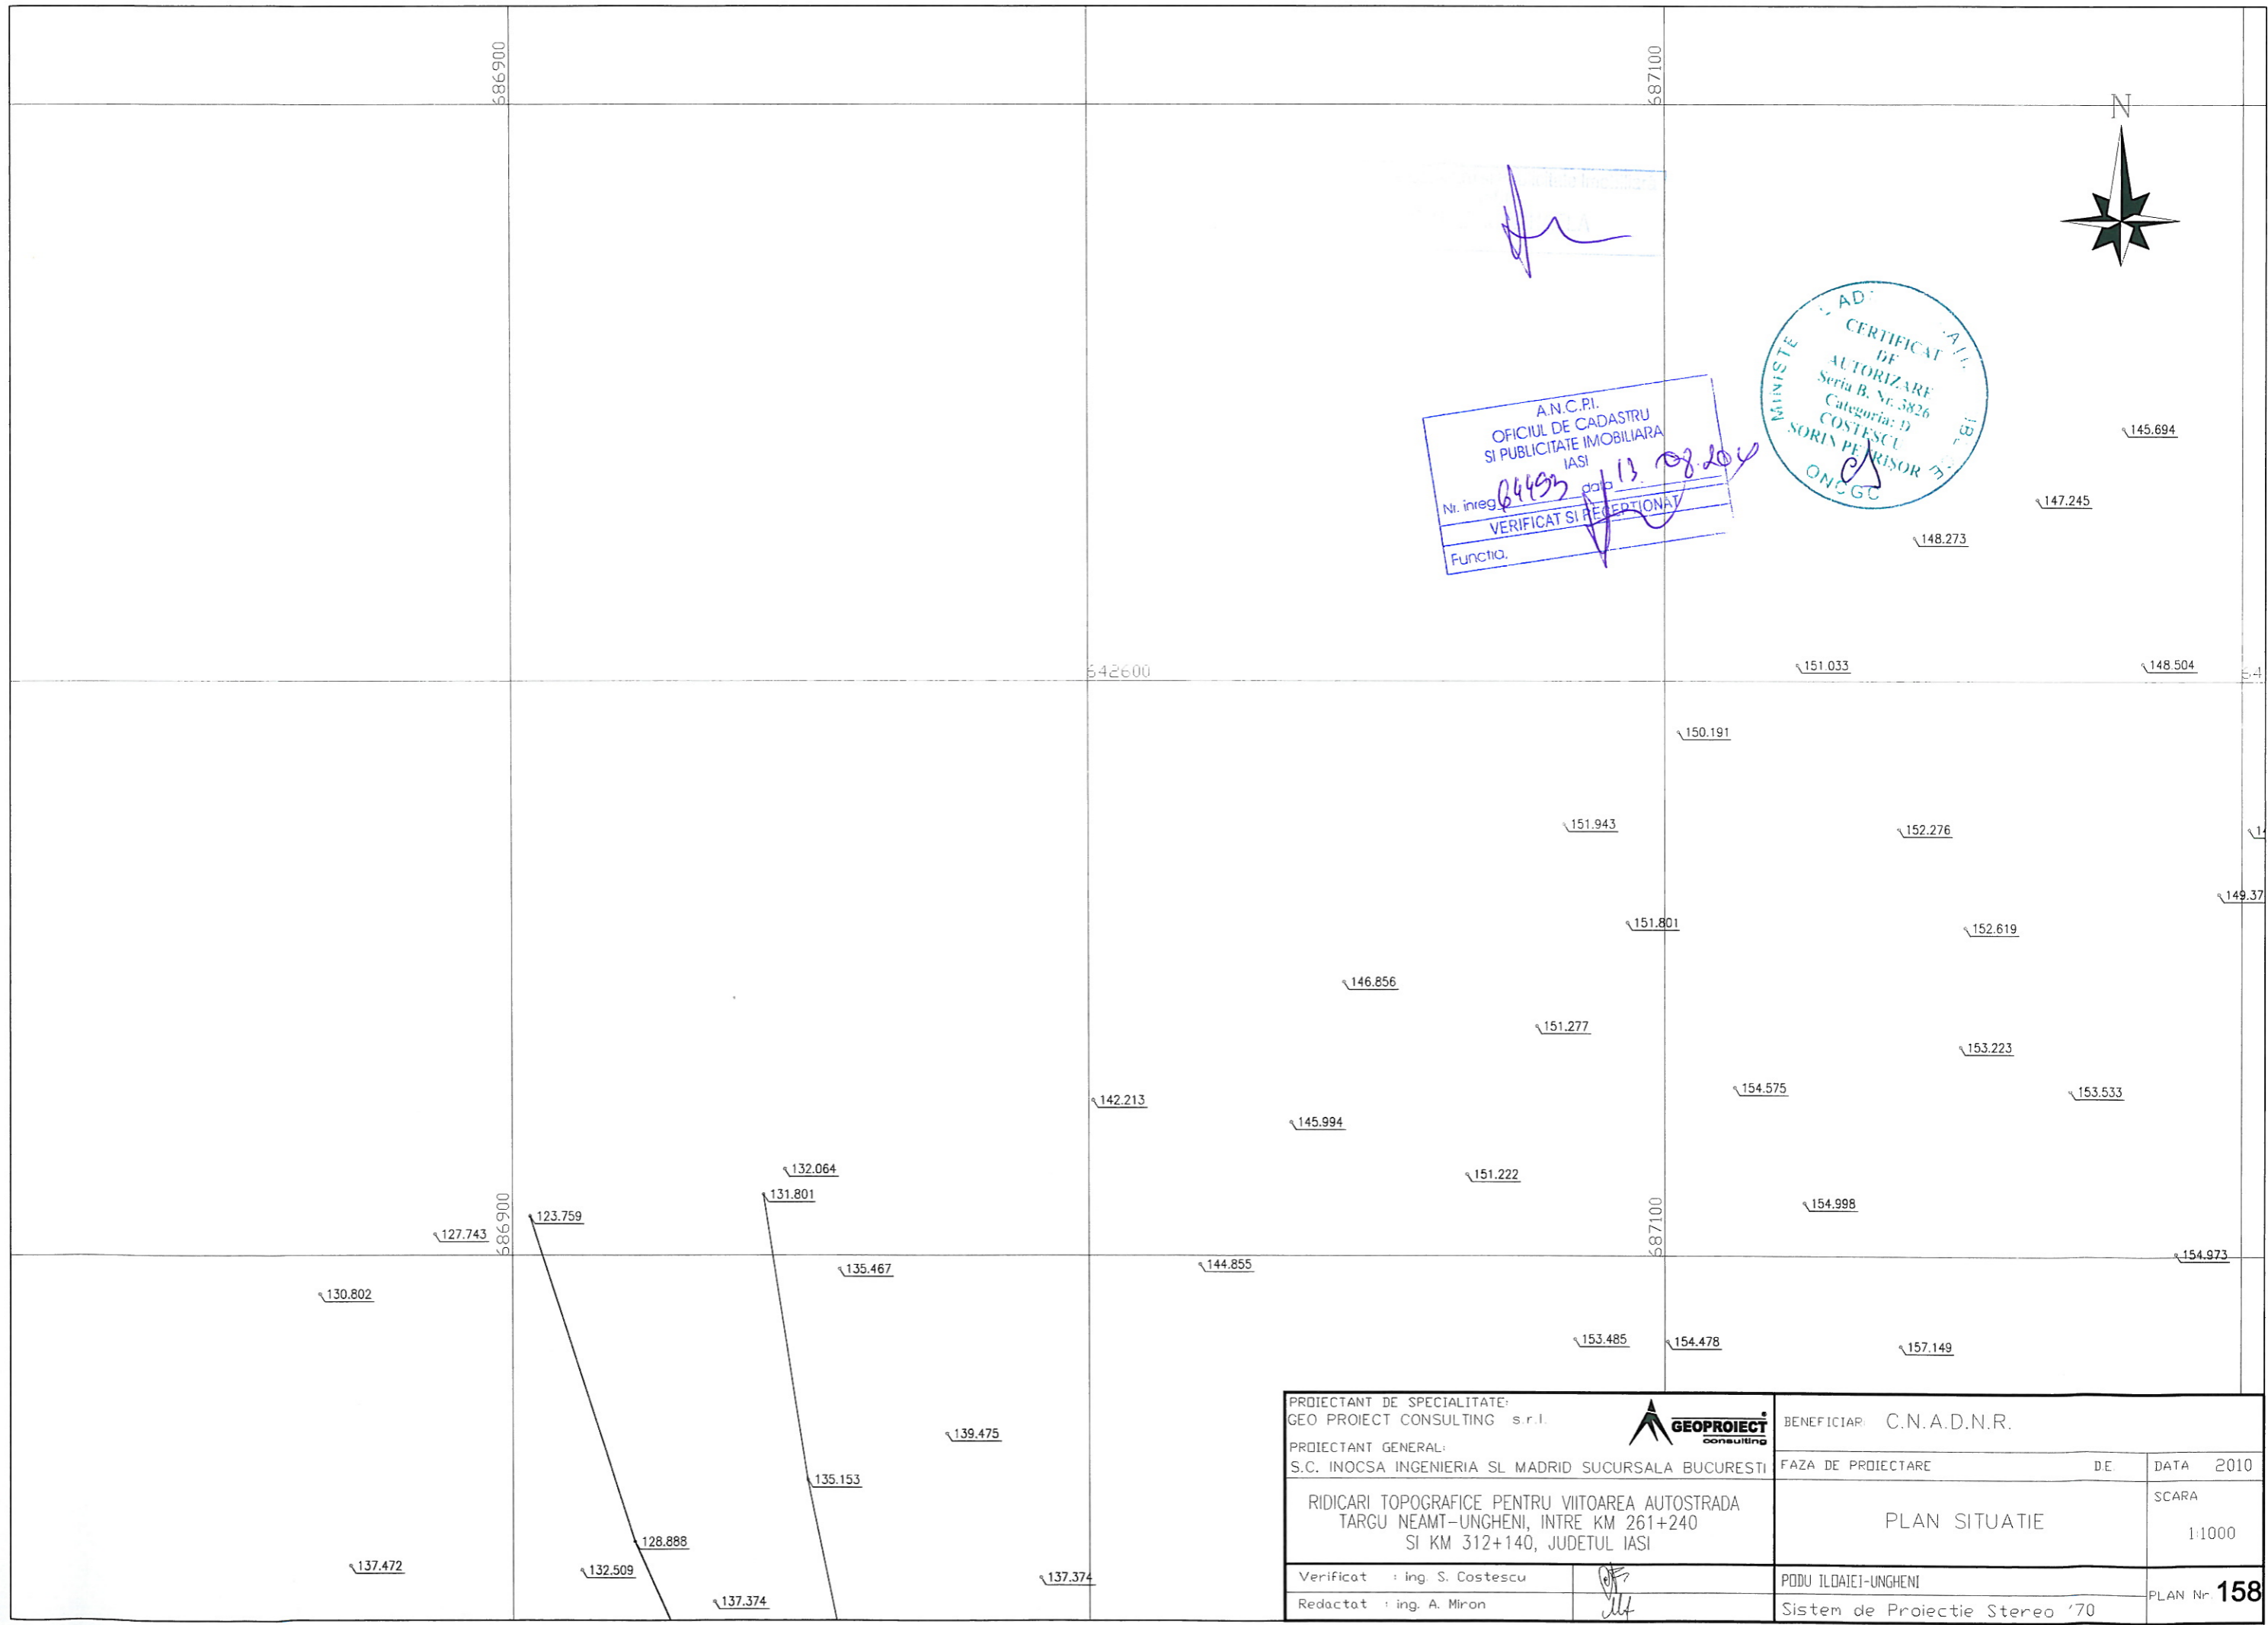 686900
687100
N
A.N.C.P.I.
OFICIUL DE CADASTRU
SI PUBLICITATE IMOBILIARA
IASI
Nr. inreg 64493 data 13 08.
VERIFICAT SI RECEPTIONAT
Functia,
MINISTE
CERTIFICAT
DE
AUTORIZARE
Seria B. Nr. 3826
Categoria: D
COSTESCU
SORIN PETRISOR
ONCGC
145.694
147.245
148.273
642600
151.033
148.504
64
150.191
151.943
152.276
149.37
151.801
152.619
146.856
151.277
153.223
154.575
153.533
142.213
145.994
132.064
151.222
131.801
686900
123.759
687100
154.998
127.743
154.973
135.467
144.855
130.802
153.485
154.478
157.149
139.475
135.153
128.888
137.472
132.509
137.374
137.374
PROIECTANT DE SPECIALITATE:
GEO PROIECT CONSULTING s.r.l.
GEOPROIECT
consulting
PROIECTANT GENERAL:
S.C. INOCSA INGENIERIA SL MADRID SUCURSALA BUCURESTI
BENEFICIAR: C.N.A.D.N.R.
FAZA DE PROIECTARE D.E.
DATA 2010
RIDICARI TOPOGRAFICE PENTRU VIITOAREA AUTOSTRADA
TARGU NEAMT-UNGHENI, INTRE KM 261+240
SI KM 312+140, JUDETUL IASI
PLAN SITUATIE
SCARA
1:1000
Verificat : ing. S. Costescu
Redactat : ing. A. Miron
PODU ILOAIEI-UNGHENI
Sistem de Proiectie Stereo '70
PLAN Nr. 158